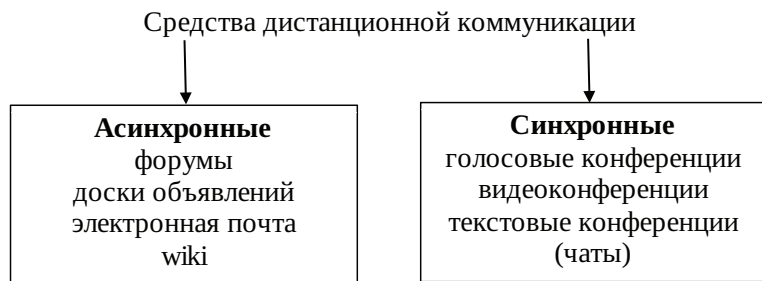 Средства дистанционной коммуникации
Асинхронные
форумы
доски объявлений
электронная почта
wiki
Синхронные
голосовые конференции
видеоконференции
текстовые конференции
(чаты)